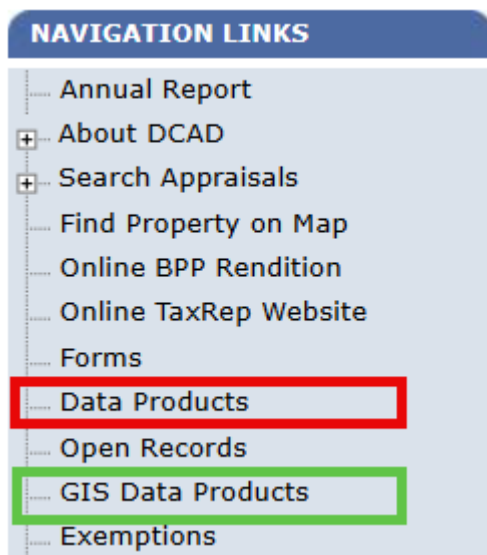 NAVIGATION LINKS
Annual Report
About DCAD
Search Appraisals
Find Property on Map
Online BPP Rendition
Online TaxRep Website
Forms
Data Products
Open Records
GIS Data Products
Exemptions